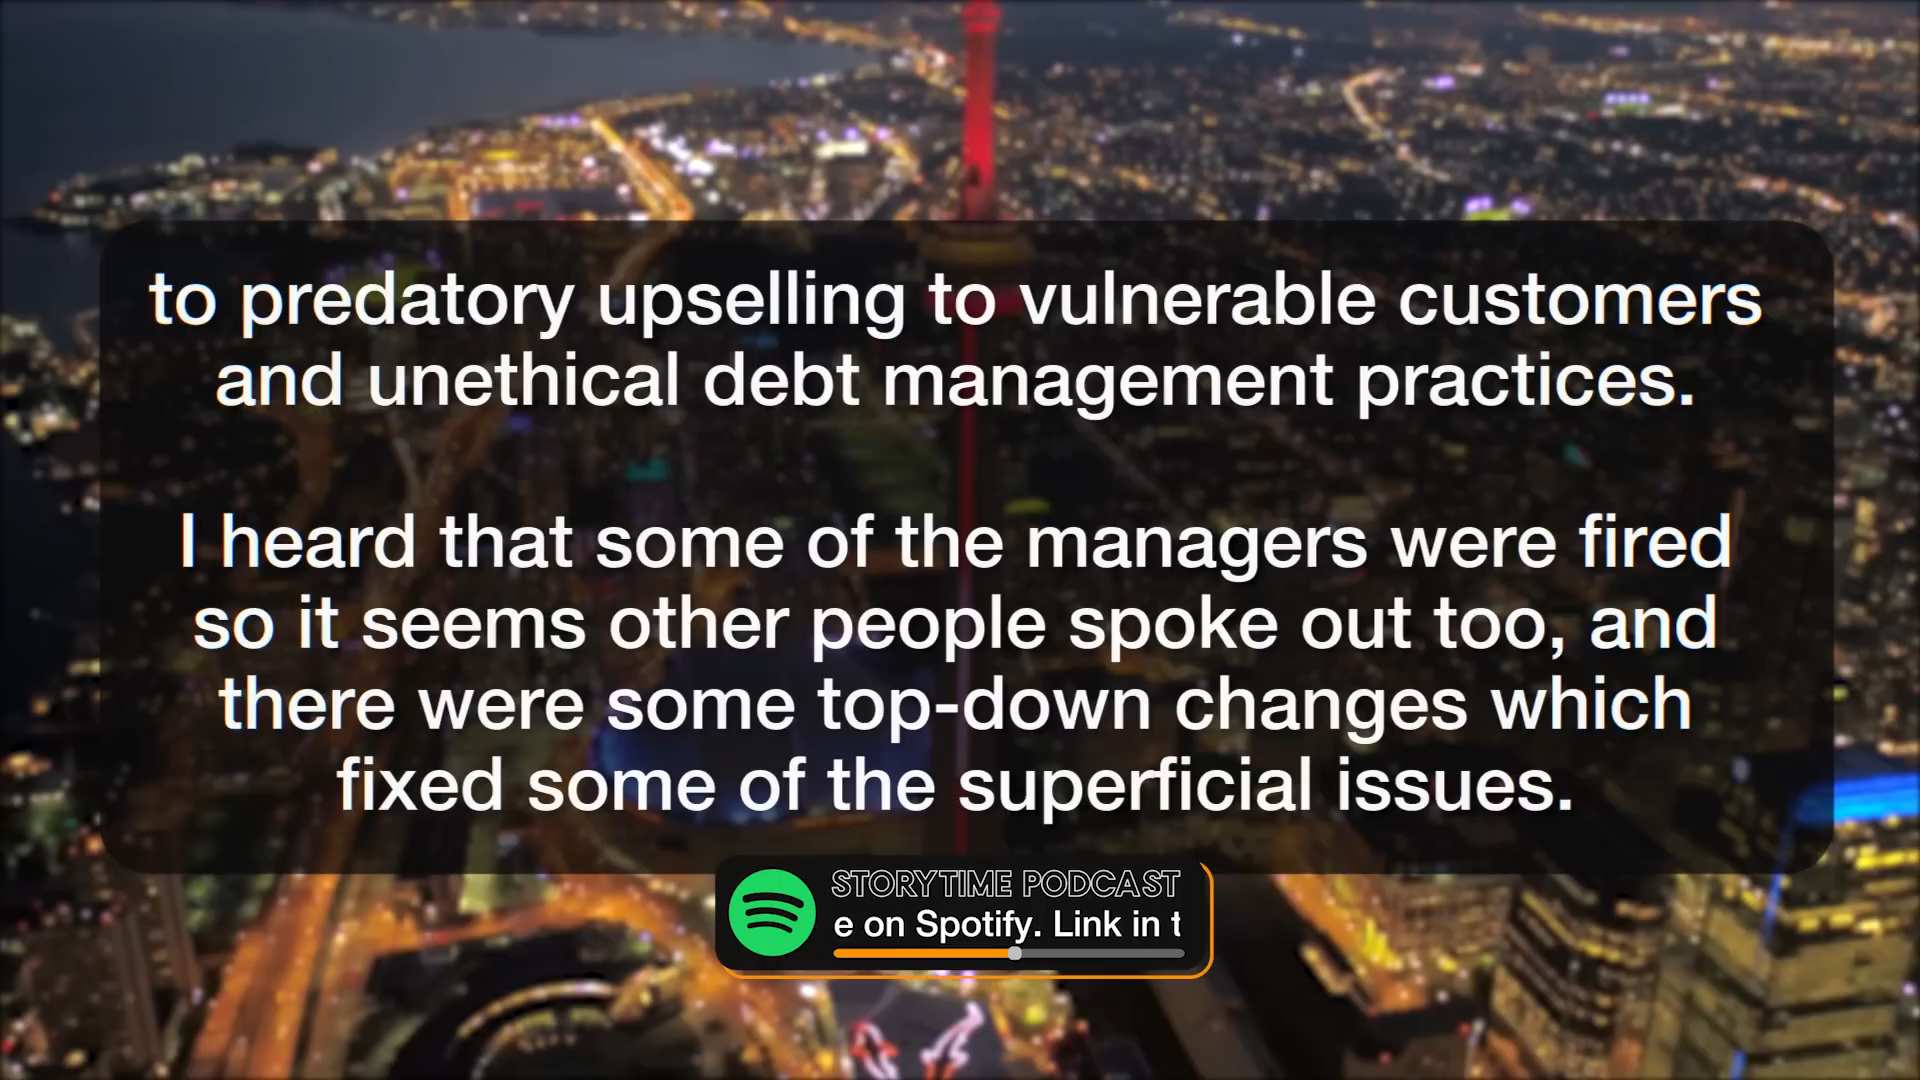 to predatory upselling to vulnerable customers
and unethical debt management practices.
I heard that some of the managers were fired
so it seems other people spoke out too, and
there were some top-down changes which
fixed some of the superficial issues.
STORYTIME PODCAST
e on Spotify. Link in t